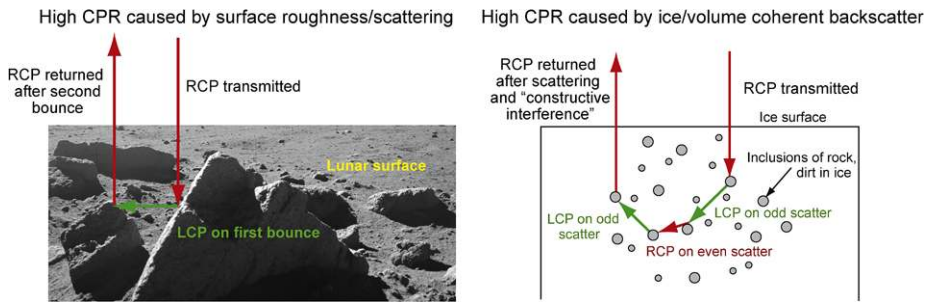 High CPR caused by surface roughness/scattering
RCP returned
after second
bounce
RCP transmitted
Lunar surface
LCP on first bounce
High CPR caused by ice/volume coherent backscatter
RCP returned
after scattering
and “constructive
interference”
RCP transmitted
Ice surface
Inclusions of rock,
dirt in ice
LCP on odd
scatter
LCP on odd scatter
RCP on even scatter